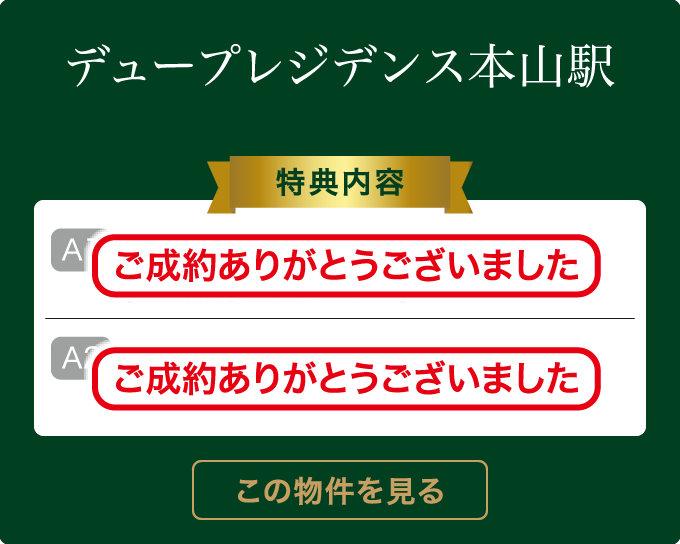 デュープレジデンス本山駅
特典内容
ご成約ありがとうございました
ご成約ありがとうございました
この物件を見る